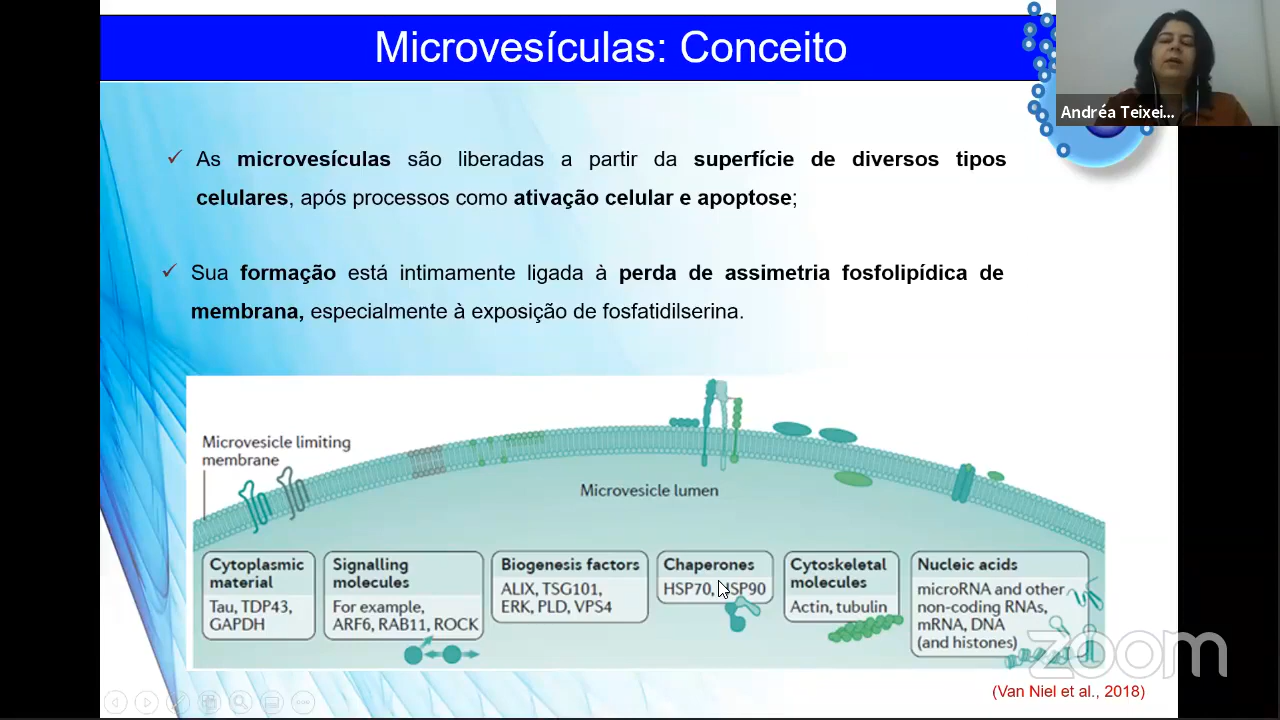 Microvesículas: Conceito
Andréa Teixei...
As microvesículas são liberadas a partir da superfície de diversos tipos
celulares, após processos como ativação celular e apoptose;
Sua formação está intimamente ligada à perda de assimetria fosfolipídica de
membrana, especialmente à exposição de fosfatidilserina.
Microvesicle limiting
membrane
Microvesicle lumen
Cytoplasmic
material
Tau, TDP43,
GAPDH
Signalling
molecules
For example,
ARF6, RAB11, ROCK
Biogenesis factors
ALIX, TSG101,
ERK, PLD, VPS4
Chaperones
HSP70, HSP90
Cytoskeletal
molecules
Actin, tubulin
Nucleic acids
microRNA and other
non-coding RNAs,
mRNA, DNA
(and histones)
zoom
(Van Niel et al., 2018)